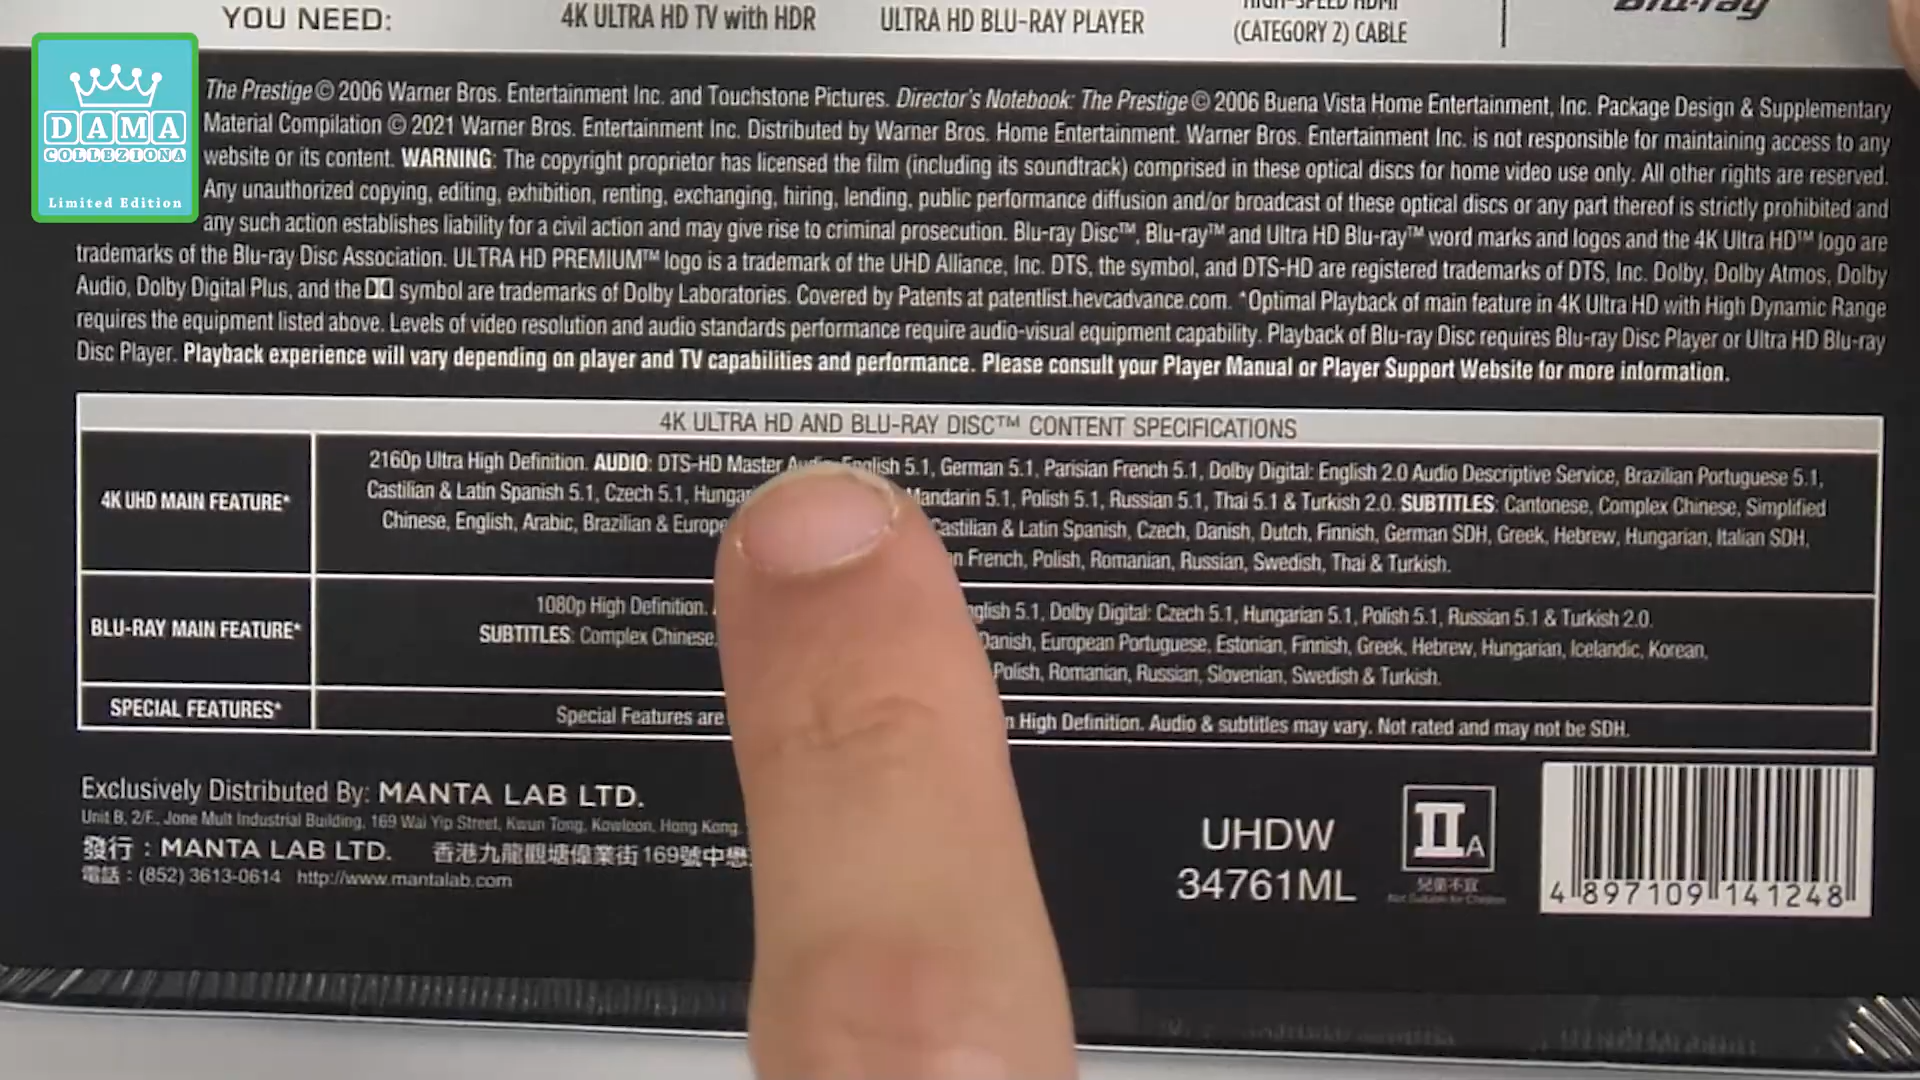 YOU NEED:
4K ULTRA HD TV with HDR
ULTRA HD BLU-RAY PLAYER
HIGH-SPEED HDMI
(CATEGORY 2) CABLE
Blu-ray
DAMA
COLLEZIONA
Limited Edition
The Prestige © 2006 Warner Bros. Entertainment Inc. and Touchstone Pictures. Director's Notebook: The Prestige © 2006 Buena Vista Home Entertainment, Inc. Package Design & Supplementary
Material Compilation © 2021 Warner Bros. Entertainment Inc. Distributed by Warner Bros. Home Entertainment. Warner Bros. Entertainment Inc. is not responsible for maintaining access to any
website or its content. WARNING: The copyright proprietor has licensed the film (including its soundtrack) comprised in these optical discs for home video use only. All other rights are reserved.
Any unauthorized copying, editing, exhibition, renting, exchanging, hiring, lending, public performance diffusion and/or broadcast of these optical discs or any part thereof is strictly prohibited and
any such action establishes liability for a civil action and may give rise to criminal prosecution. Blu-ray Disc™, Blu-ray™ and Ultra HD Blu-ray™ word marks and logos and the 4K Ultra HD™ logo are
trademarks of the Blu-ray Disc Association. ULTRA HD PREMIUM™ logo is a trademark of the UHD Alliance, Inc. DTS, the symbol, and DTS-HD are registered trademarks of DTS, Inc. Dolby, Dolby Atmos, Dolby
Audio, Dolby Digital Plus, and the symbol are trademarks of Dolby Laboratories. Covered by Patents at patentlist.hevcadvance.com. *Optimal Playback of main feature in 4K Ultra HD with High Dynamic Range
requires the equipment listed above. Levels of video resolution and audio standards performance require audio-visual equipment capability. Playback of Blu-ray Disc requires Blu-ray Disc Player or Ultra HD Blu-ray
Disc Player. Playback experience will vary depending on player and TV capabilities and performance. Please consult your Player Manual or Player Support Website for more information.
4K ULTRA HD AND BLU-RAY DISC™ CONTENT SPECIFICATIONS
4K UHD MAIN FEATURE*
2160p Ultra High Definition. AUDIO: DTS-HD Master Audio: English 5.1, German 5.1, Parisian French 5.1, Dolby Digital: English 2.0 Audio Descriptive Service, Brazilian Portuguese 5.1,
Castilian & Latin Spanish 5.1, Czech 5.1, Mandarin 5.1, Polish 5.1, Russian 5.1, Thai 5.1 & Turkish 2.0. SUBTITLES: Cantonese, Complex Chinese, Simplified
Chinese, English, Arabic, Brazilian & Castilian & Latin Spanish, Czech, Danish, Dutch, Finnish, German SDH, Greek, Hebrew, Hungarian, Italian SDH,
French, Polish, Romanian, Russian, Swedish, Thai & Turkish.
BLU-RAY MAIN FEATURE*
1080p High Definition. English 5.1, Dolby Digital: Czech 5.1, Hungarian 5.1, Polish 5.1, Russian 5.1 & Turkish 2.0.
SUBTITLES: Complex Chinese, Danish, European Portuguese, Estonian, Finnish, Greek, Hebrew, Hungarian, Icelandic, Korean,
Polish, Romanian, Russian, Slovenian, Swedish & Turkish.
SPECIAL FEATURES*
Special Features are High Definition. Audio & subtitles may vary. Not rated and may not be SDH.
Exclusively Distributed By: MANTA LAB LTD.
Unit B, 2/F., Jone Mult Industrial Building, 169 Wai Yip Street, Kwun Tong, Kowloon, Hong Kong.
發行：MANTA LAB LTD. 香港九龍觀塘偉業街169號中懋
電話：(852) 3613-0614 http://www.mantalab.com
UHDW
34761ML
IIA
兒童不宜
Not Suitable for Children
4 897109 141248